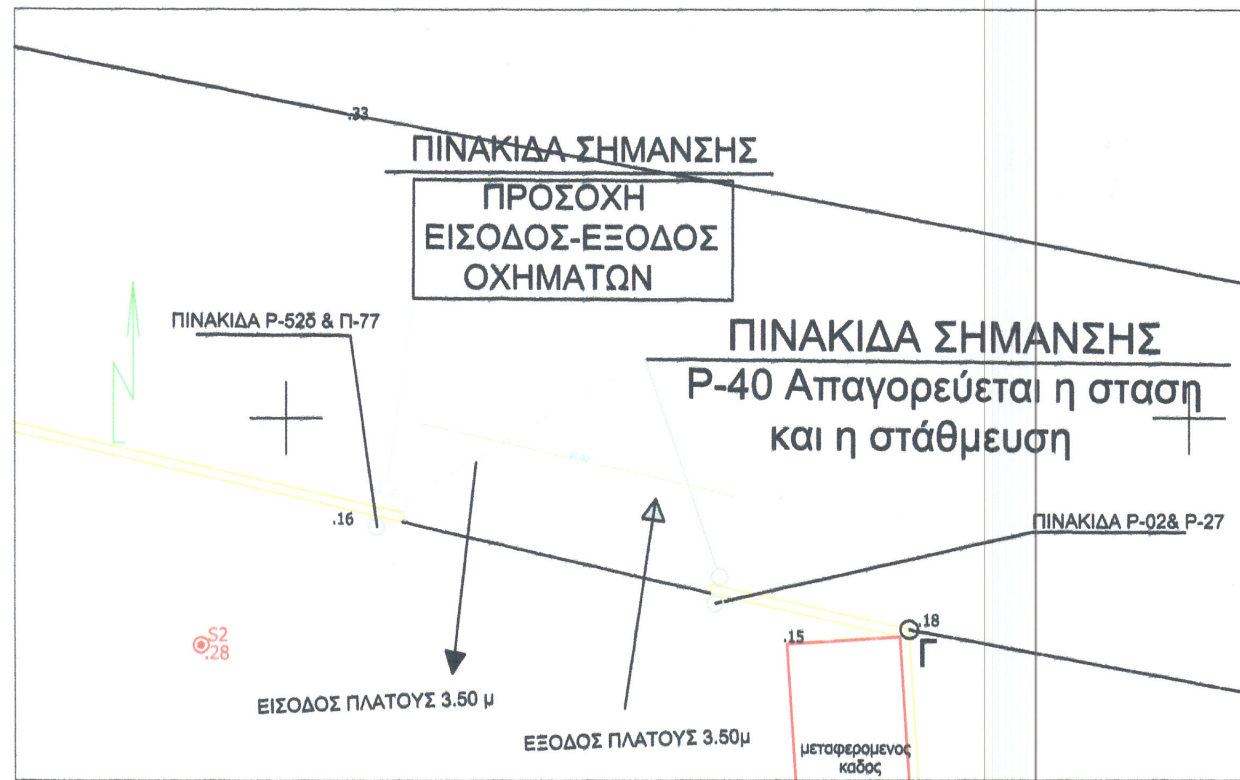 .33
ΠΙΝΑΚΙΔΑ ΣΗΜΑΝΣΗΣ
ΠΡΟΣΟΧΗ
ΕΙΣΟΔΟΣ-ΕΞΟΔΟΣ
ΟΧΗΜΑΤΩΝ
ΠΙΝΑΚΙΔΑ Ρ-52δ & Π-77
ΠΙΝΑΚΙΔΑ ΣΗΜΑΝΣΗΣ
Ρ-40 Απαγορεύεται η σταση
και η στάθμευση
.16
ΠΙΝΑΚΙΔΑ Ρ-02& Ρ-27
S2
.28
.15
.18
Γ
ΕΙΣΟΔΟΣ ΠΛΑΤΟΥΣ 3.50 μ
ΕΞΟΔΟΣ ΠΛΑΤΟΥΣ 3.50μ
μεταφερομενος
καδος